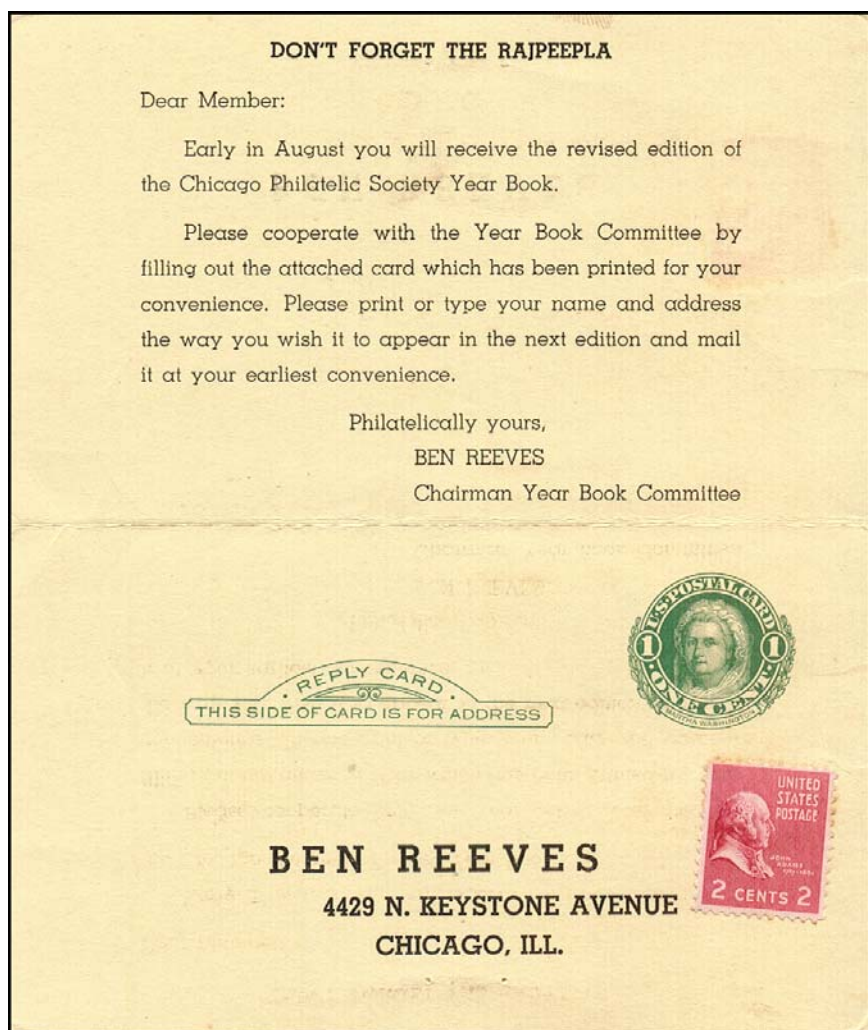 DON'T FORGET THE RAJPEEPLA
Dear Member:
Early in August you will receive the revised edition of
the Chicago Philatelic Society Year Book.
Please cooperate with the Year Book Committee by
filling out the attached card which has been printed for your
convenience. Please print or type your name and address
the way you wish it to appear in the next edition and mail
it at your earliest convenience.
Philatelically yours,
BEN REEVES
Chairman Year Book Committee
U.S. POSTAL CARD
1 1
ONE CENT
MARTHA WASHINGTON
REPLY CARD
THIS SIDE OF CARD IS FOR ADDRESS
UNITED
STATES
POSTAGE
JOHN
ADAMS
2 CENTS 2
BEN REEVES
4429 N. KEYSTONE AVENUE
CHICAGO, ILL.